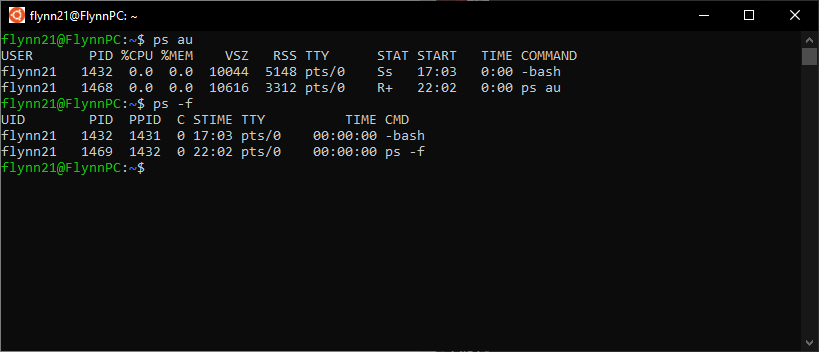 flynn21@FlynnPC: ~
flynn21@FlynnPC:~$ ps au
USER       PID %CPU %MEM    VSZ   RSS TTY      STAT START   TIME COMMAND
flynn21   1432  0.0  0.0  10044  5148 pts/0    Ss   17:03   0:00 -bash
flynn21   1468  0.0  0.0  10616  3312 pts/0    R+   22:02   0:00 ps au
flynn21@FlynnPC:~$ ps -f
UID        PID  PPID  C STIME TTY          TIME CMD
flynn21   1432  1431  0 17:03 pts/0    00:00:00 -bash
flynn21   1469  1432  0 22:02 pts/0    00:00:00 ps -f
flynn21@FlynnPC:~$